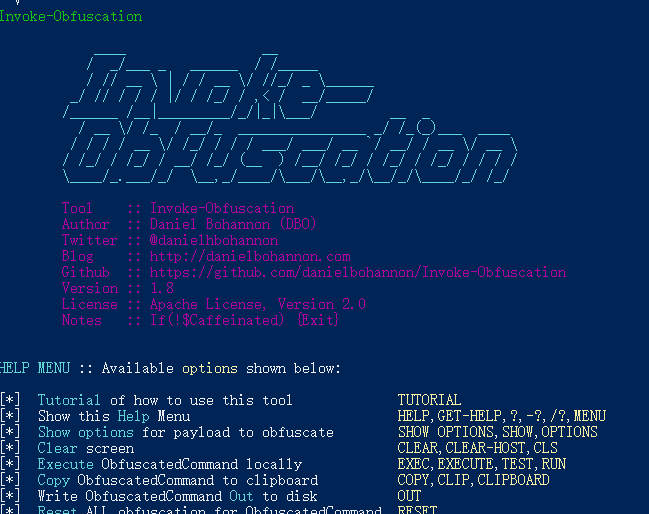 Invoke-Obfuscation
Invoke-
Obfuscation
Tool :: Invoke-Obfuscation
Author :: Daniel Bohannon (DBO)
Twitter :: @danielhbohannon
Blog :: http://danielbohannon.com
Github :: https://github.com/danielbohannon/Invoke-Obfuscation
Version :: 1.8
License :: Apache License, Version 2.0
Notes :: If(!$Caffeinated) {Exit}
HELP MENU :: Available options shown below:
[*] Tutorial of how to use this tool TUTORIAL
[*] Show this Help Menu HELP,GET-HELP,?,-?,/?,MENU
[*] Show options for payload to obfuscate SHOW OPTIONS,SHOW,OPTIONS
[*] Clear screen CLEAR,CLEAR-HOST,CLS
[*] Execute ObfuscatedCommand locally EXEC,EXECUTE,TEST,RUN
[*] Copy ObfuscatedCommand to clipboard COPY,CLIP,CLIPBOARD
[*] Write ObfuscatedCommand Out to disk OUT
[*] Reset ALL obfuscation for ObfuscatedCommand RESET